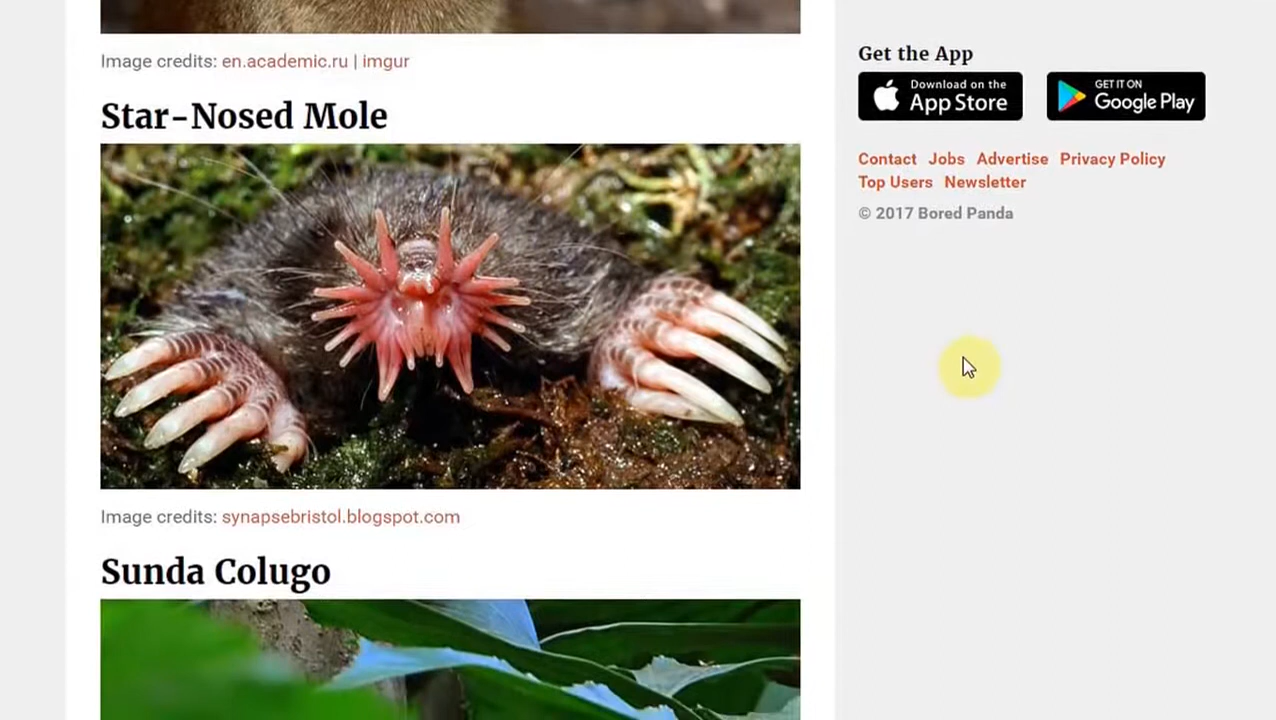 Image credits: en.academic.ru | imgur
Star-Nosed Mole
Image credits: synapsebristol.blogspot.com
Sunda Colugo
Get the App
Download on the
App Store
GET IT ON
Google Play
Contact Jobs Advertise Privacy Policy
Top Users Newsletter
© 2017 Bored Panda